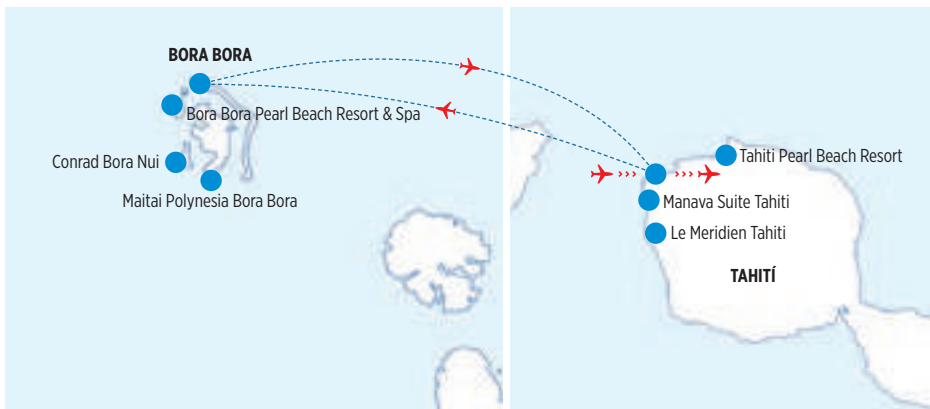 BORA BORA
Bora Bora Pearl Beach Resort & Spa
Conrad Bora Nui
Maitai Polynesia Bora Bora
Tahiti Pearl Beach Resort
Manava Suite Tahiti
Le Meridien Tahiti
TAHITÍ